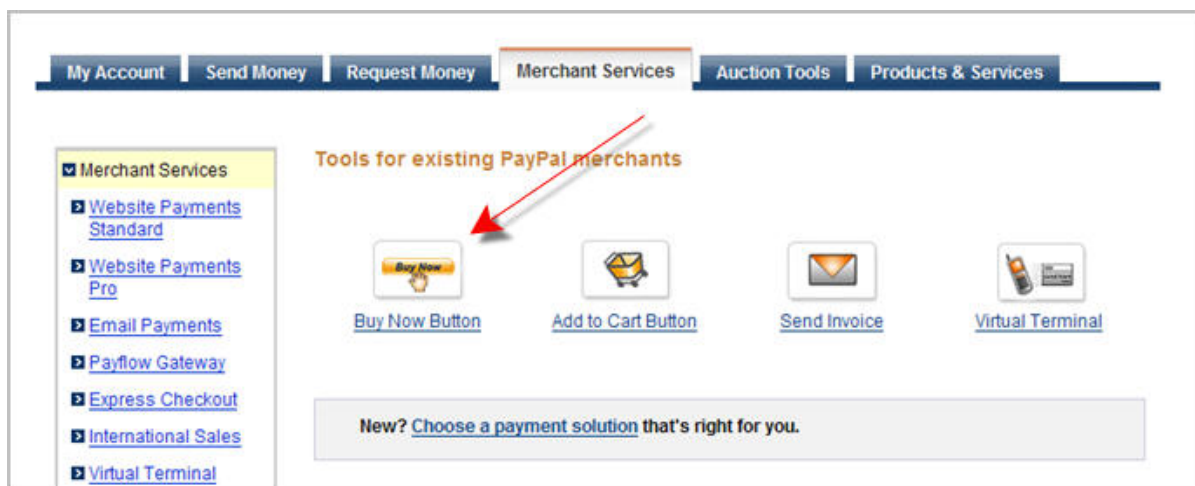 My Account Send Money Request Money Merchant Services Auction Tools Products & Services
Merchant Services
Website Payments
Standard
Website Payments
Pro
Email Payments
Payflow Gateway
Express Checkout
International Sales
Virtual Terminal
Tools for existing PayPal merchants
Buy Now
Buy Now Button Add to Cart Button Send Invoice Virtual Terminal
New? Choose a payment solution that's right for you.